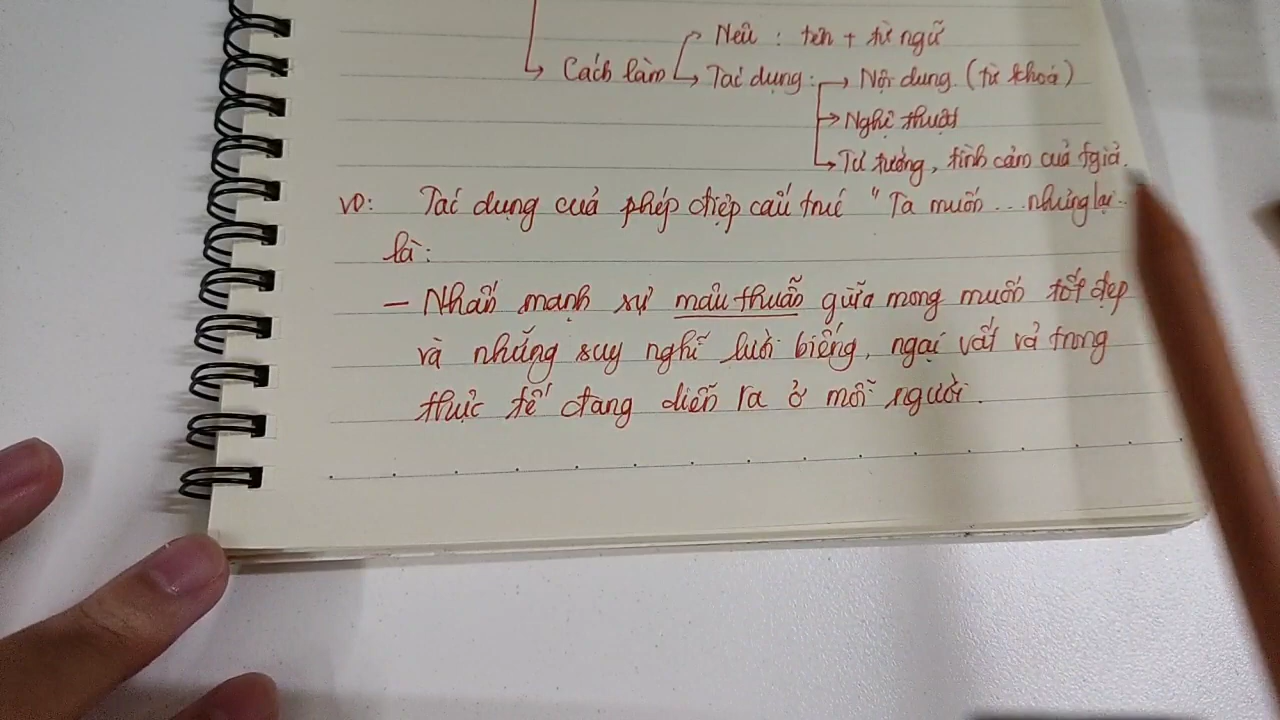 Nêu : tên + từ ngữ
Cách làm
Tác dụng : Nội dung. (từ khoá)
Nghệ thuật
Tư tưởng, tình cảm của tgiả.
VD: Tác dụng của phép điệp cấu trúc "Ta muốn ... nhưng lại ..
là:
- Nhấn mạnh sự mâu thuẫn giữa mong muốn tốt đẹp
và những suy nghĩ lười biếng, ngại vất vả trong
thực tế đang diễn ra ở mỗi người.